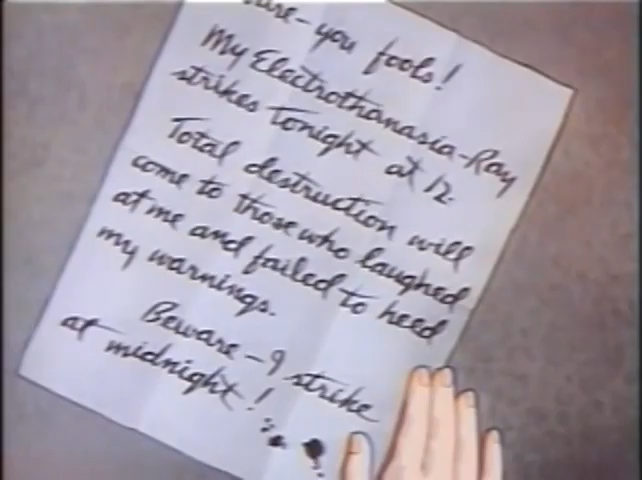 you fools!
My Electrothanasia-Ray
strikes tonight at 12.
Total destruction will
come to those who laughed
at me and failed to heed
my warnings.
Beware - I strike
at midnight!